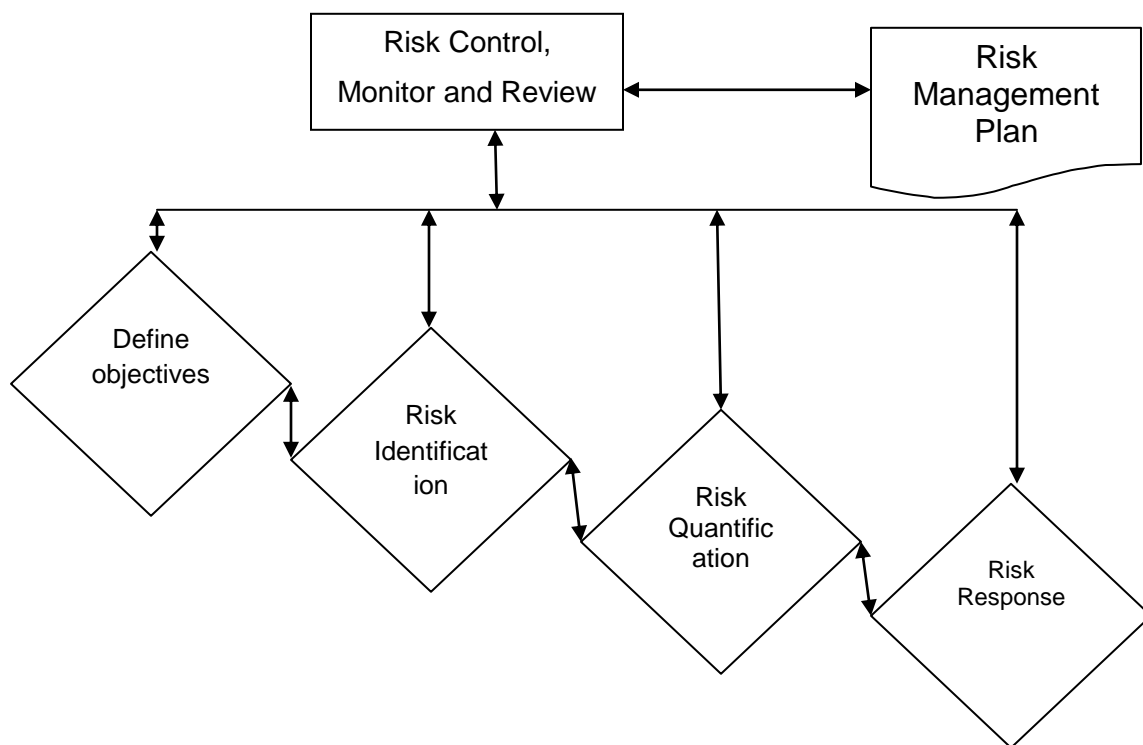 Risk Control,
Monitor and Review
Risk
Management
Plan
Define
objectives
Risk
Identificat
ion
Risk
Quantific
ation
Risk
Response